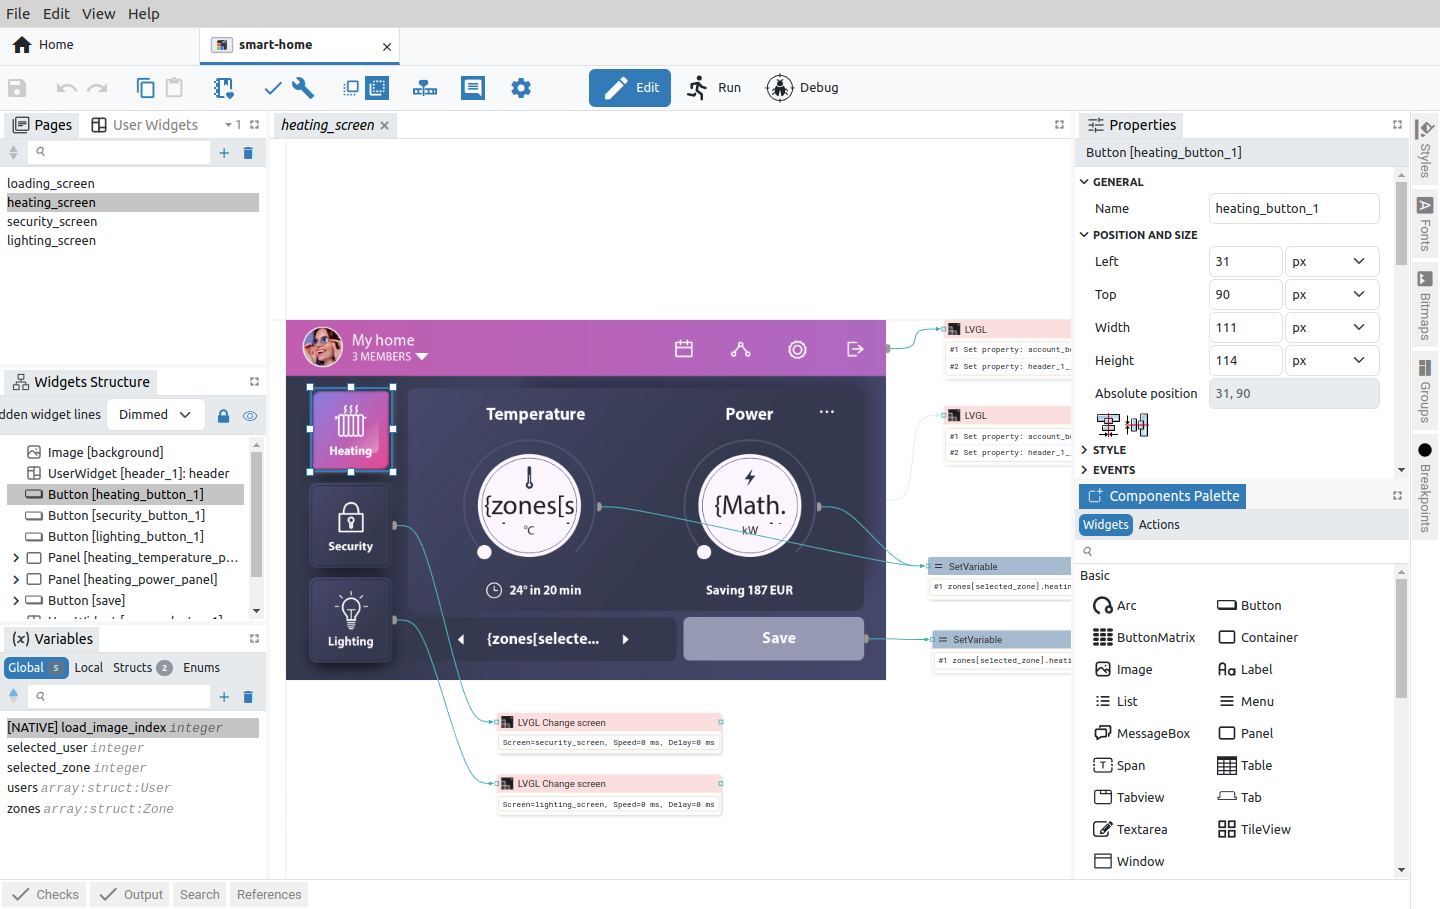 File Edit View Help
Home
smart-home
Edit
Run
Debug
Pages
User Widgets
1
loading_screen
heating_screen
security_screen
lighting_screen
Widgets Structure
dden widget lines
Dimmed
Image [background]
UserWidget [header_1]: header
Button [heating_button_1]
Button [security_button_1]
Button [lighting_button_1]
Panel [heating_temperature_p...
Panel [heating_power_panel]
Button [save]
(x) Variables
Global 5
Local
Structs 2
Enums
[NATIVE] load_image_index integer
selected_user integer
selected_zone integer
users array:struct:User
zones array:struct:Zone
Checks
Output
Search
References
heating_screen
My home
3 MEMBERS
Heating
Security
Lighting
Temperature
{zones[s
°C
24° in 20 min
Power
...
{Math.
kW
Saving 187 EUR
{zones[selecte...
Save
LVGL
#1 Set property: account_b
#2 Set property: header_1_
LVGL
#1 Set property: account_b
#2 Set property: header_1_
= SetVariable
#1 zones[selected_zone].heati
= SetVariable
#1 zones[selected_zone].heati
LVGL Change screen
Screen=security_screen, Speed=0 ms, Delay=0 ms
LVGL Change screen
Screen=lighting_screen, Speed=0 ms, Delay=0 ms
Properties
Button [heating_button_1]
GENERAL
Name heating_button_1
POSITION AND SIZE
Left 31 px
Top 90 px
Width 111 px
Height 114 px
Absolute position 31, 90
STYLE
EVENTS
Components Palette
Widgets
Actions
Basic
Arc
Button
ButtonMatrix
Container
Image
Label
List
Menu
MessageBox
Panel
Span
Table
Tabview
Tab
Textarea
TileView
Window
Styles
Fonts
Bitmaps
Groups
Breakpoints